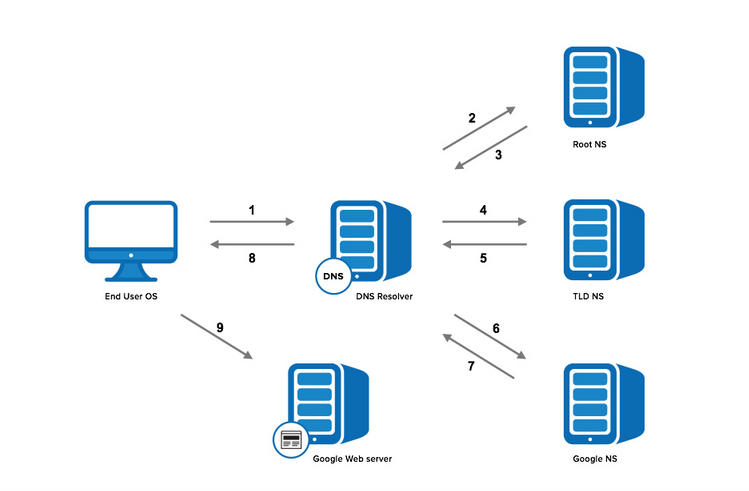 2
3
Root NS
1
4
8
5
DNS
End User OS
DNS Resolver
TLD NS
9
6
7
Google Web server
Google NS